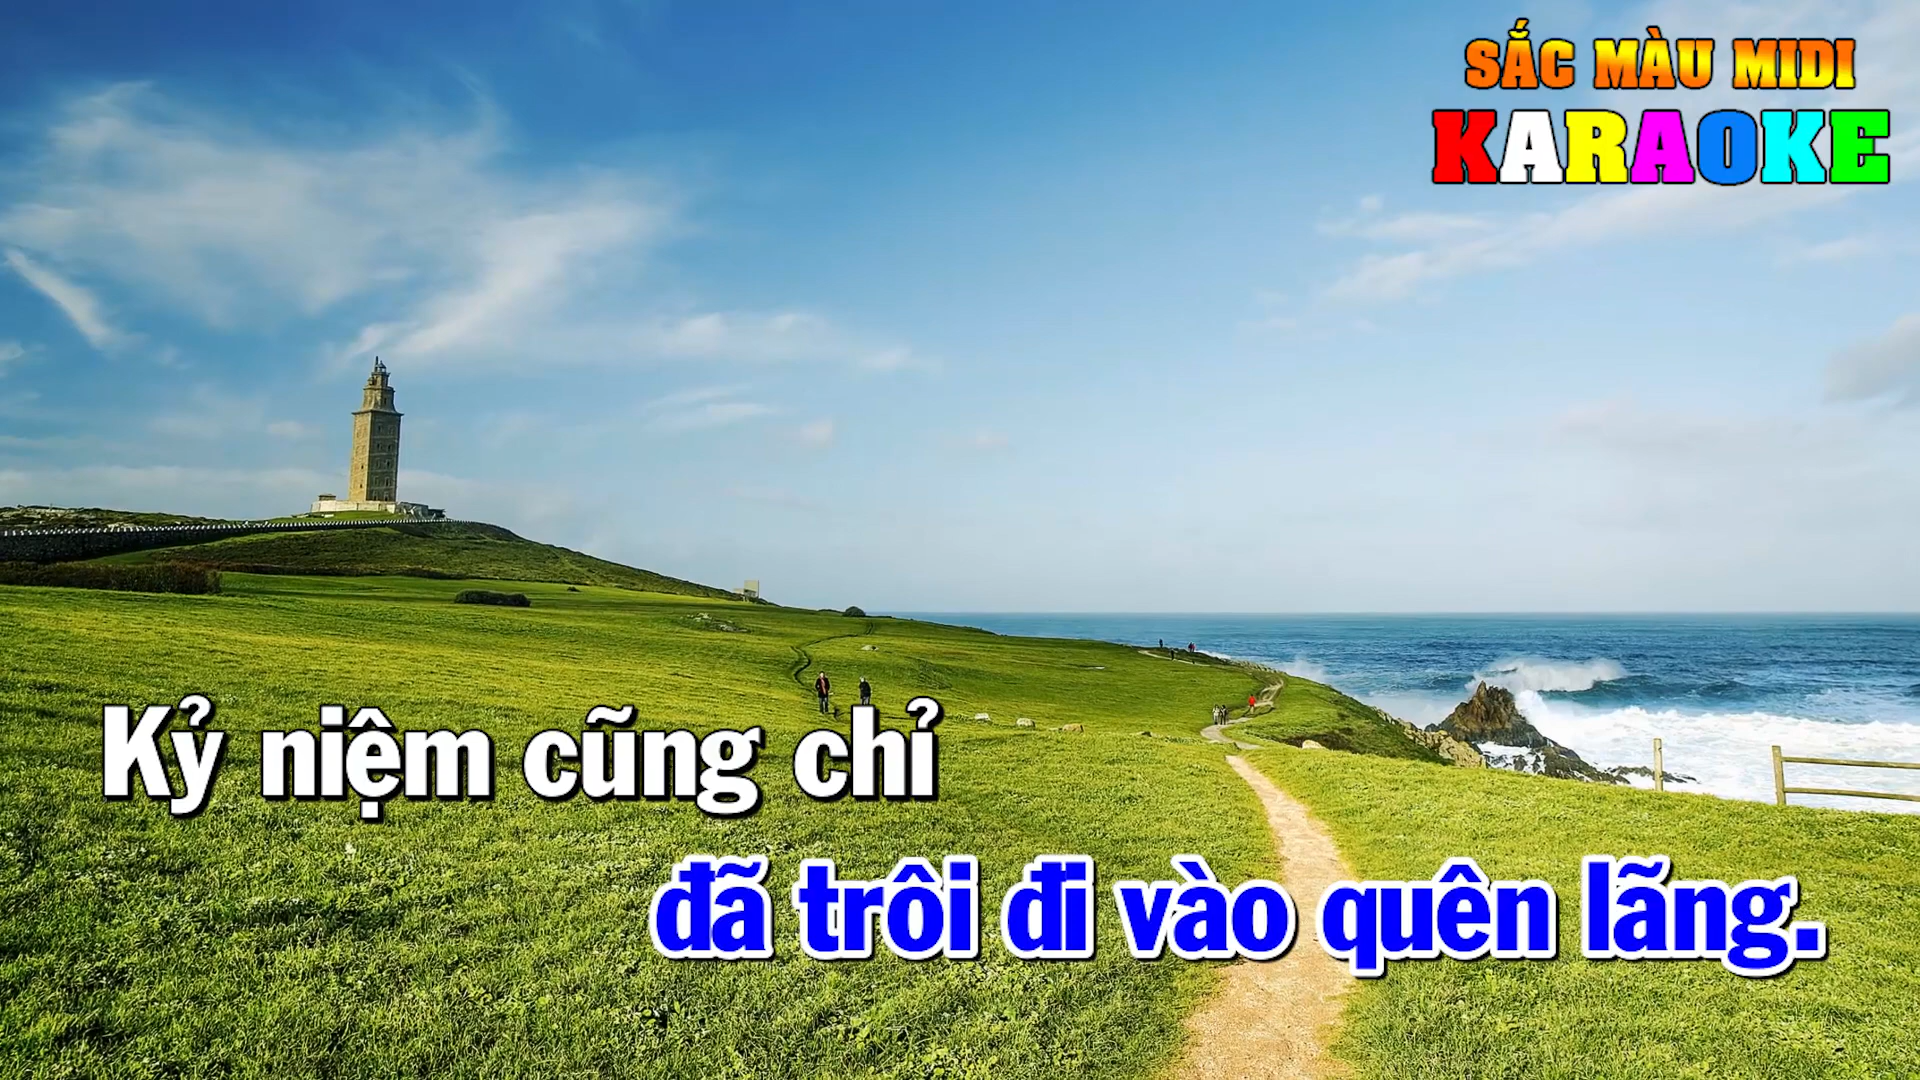 SẮC MÀU MIDI
KARAOKE
Kỷ niệm cũng chỉ
đã trôi đi vào quên lãng.